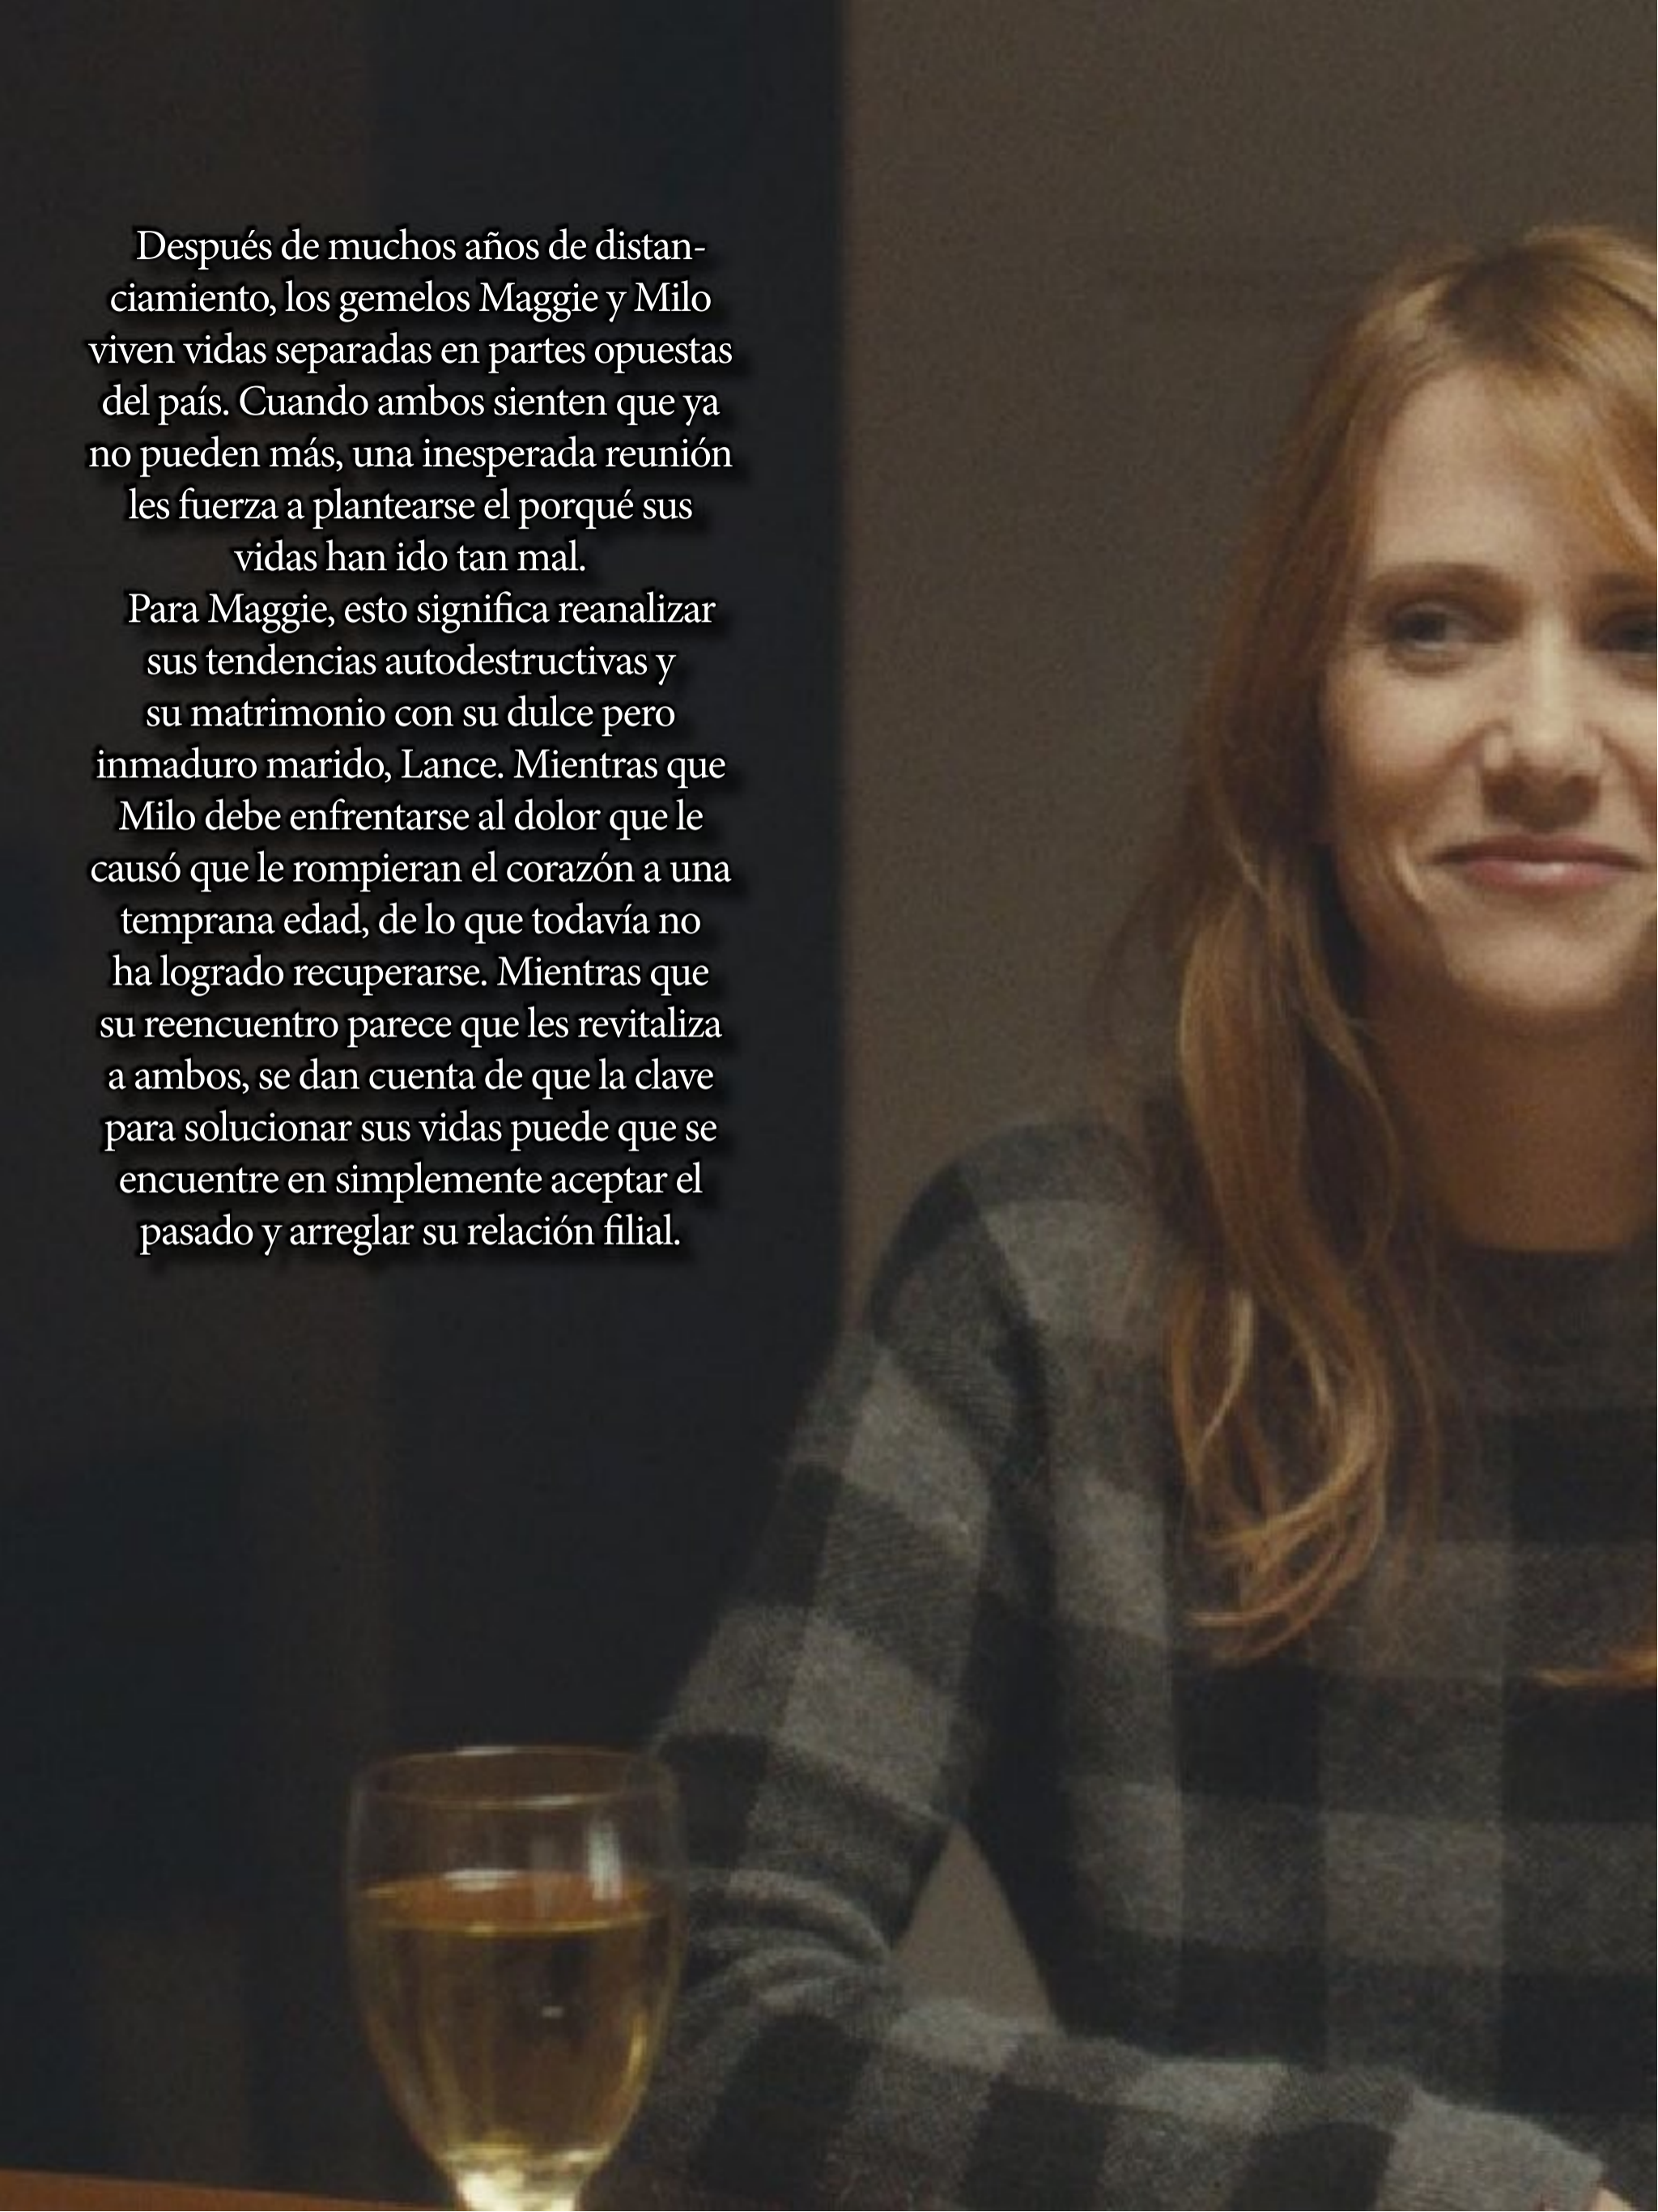 Después de muchos años de distan-
ciamiento, los gemelos Maggie y Milo
viven vidas separadas en partes opuestas
del país. Cuando ambos sienten que ya
no pueden más, una inesperada reunión
les fuerza a plantearse el porqué sus
vidas han ido tan mal.
Para Maggie, esto significa reanalizar
sus tendencias autodestructivas y
su matrimonio con su dulce pero
inmaduro marido, Lance. Mientras que
Milo debe enfrentarse al dolor que le
causó que le rompieran el corazón a una
temprana edad, de lo que todavía no
ha logrado recuperarse. Mientras que
su reencuentro parece que les revitaliza
a ambos, se dan cuenta de que la clave
para solucionar sus vidas puede que se
encuentre en simplemente aceptar el
pasado y arreglar su relación filial.